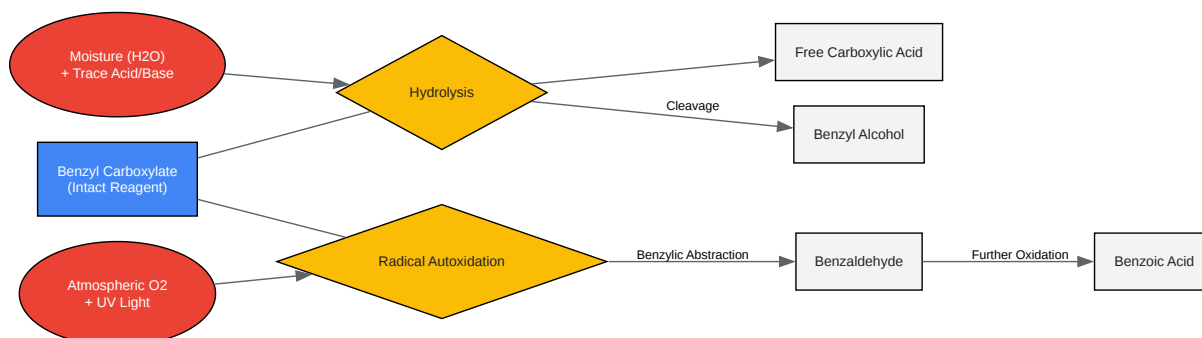 Moisture (H2O)
+ Trace Acid/Base
Hydrolysis
Free Carboxylic Acid
Cleavage
Benzyl Alcohol
Benzyl Carboxylate
(Intact Reagent)
Radical Autoxidation
Benzylic Abstraction
Benzaldehyde
Further Oxidation
Benzoic Acid
Atmospheric O2
+ UV Light